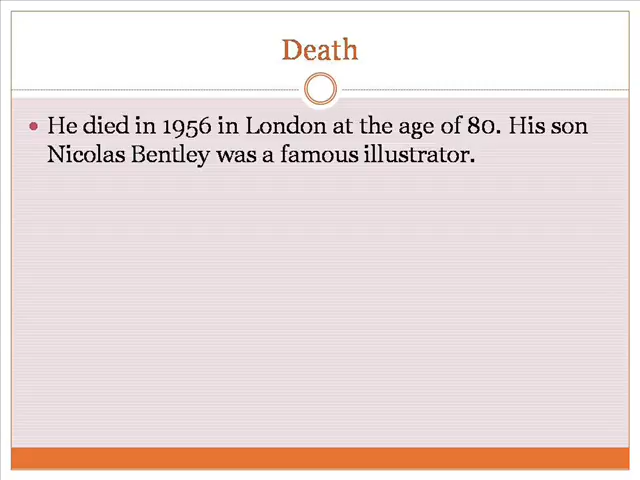 Death
• He died in 1956 in London at the age of 80. His son
Nicolas Bentley was a famous illustrator.